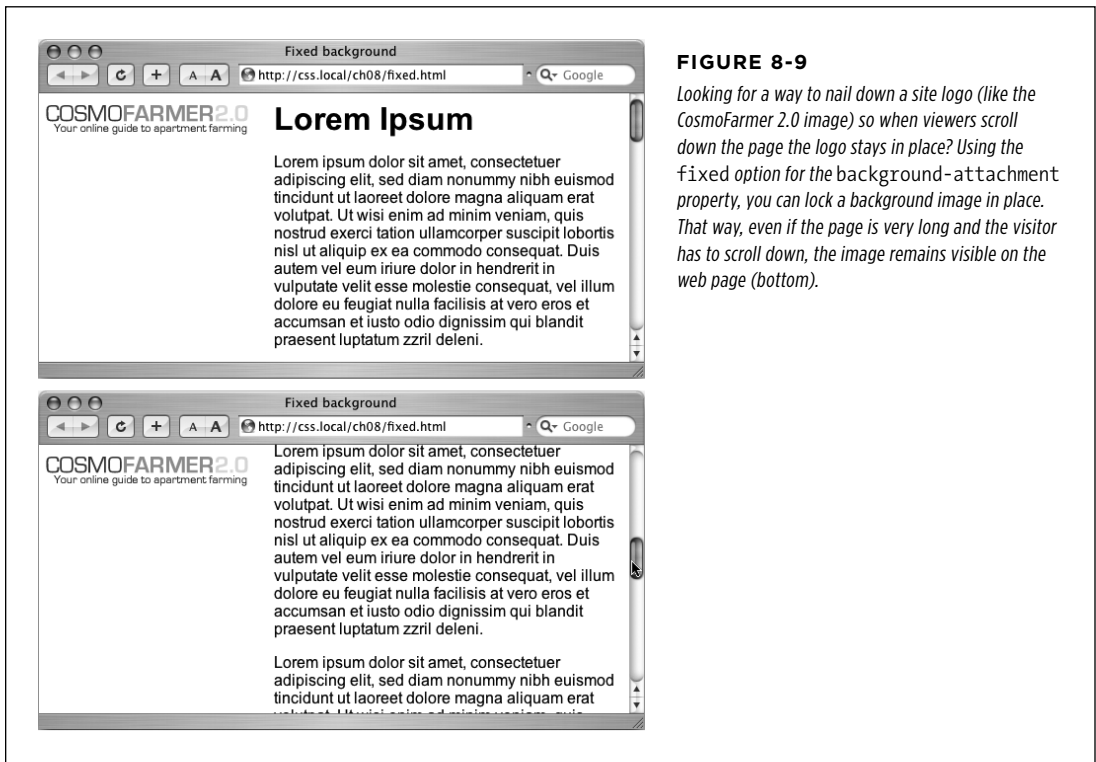 Fixed background
A A
http://css.local/ch08/fixed.html
Google
COSMOFARMER2.0
Your online guide to apartment farming
Lorem Ipsum
Lorem ipsum dolor sit amet, consectetuer
adipiscing elit, sed diam nonummy nibh euismod
tincidunt ut laoreet dolore magna aliquam erat
volutpat. Ut wisi enim ad minim veniam, quis
nostrud exerci tation ullamcorper suscipit lobortis
nisl ut aliquip ex ea commodo consequat. Duis
autem vel eum iriure dolor in hendrerit in
vulputate velit esse molestie consequat, vel illum
dolore eu feugiat nulla facilisis at vero eros et
accumsan et iusto odio dignissim qui blandit
praesent luptatum zzril deleni.
Fixed background
A A
http://css.local/ch08/fixed.html
Google
COSMOFARMER2.0
Your online guide to apartment farming
Lorem ipsum dolor sit amet, consectetuer
adipiscing elit, sed diam nonummy nibh euismod
tincidunt ut laoreet dolore magna aliquam erat
volutpat. Ut wisi enim ad minim veniam, quis
nostrud exerci tation ullamcorper suscipit lobortis
nisl ut aliquip ex ea commodo consequat. Duis
autem vel eum iriure dolor in hendrerit in
vulputate velit esse molestie consequat, vel illum
dolore eu feugiat nulla facilisis at vero eros et
accumsan et iusto odio dignissim qui blandit
praesent luptatum zzril deleni.
Lorem ipsum dolor sit amet, consectetuer
adipiscing elit, sed diam nonummy nibh euismod
tincidunt ut laoreet dolore magna aliquam erat
FIGURE 8-9
Looking for a way to nail down a site logo (like the
CosmoFarmer 2.0 image) so when viewers scroll
down the page the logo stays in place? Using the
fixed option for the background-attachment
property, you can lock a background image in place.
That way, even if the page is very long and the visitor
has to scroll down, the image remains visible on the
web page (bottom).